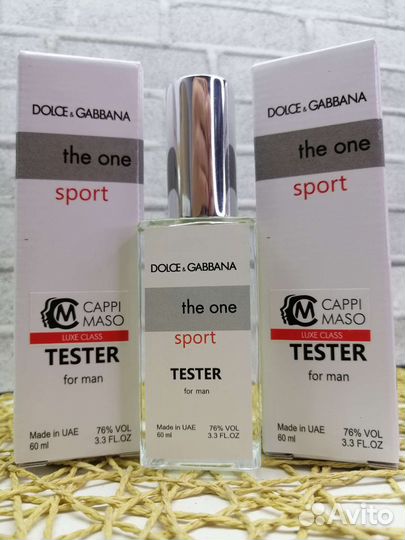 DOLCE & GABBANA
the one
sport
CAPPI
MASO
LUXE CLASS
TESTER
for man
Made in UAE 76% VOL
60 ml 3.3 FL.OZ
DOLCE & GABBANA
the one
sport
TESTER
for man
Made in UAE 76% VOL
60 ml 3.3 FL.OZ
DOLCE & GABBANA
the one
sport
CAPPI
MASO
LUXE CLASS
TESTER
for man
Made in UAE 76% VOL
60 ml 3.3 FL.OZ
Avito